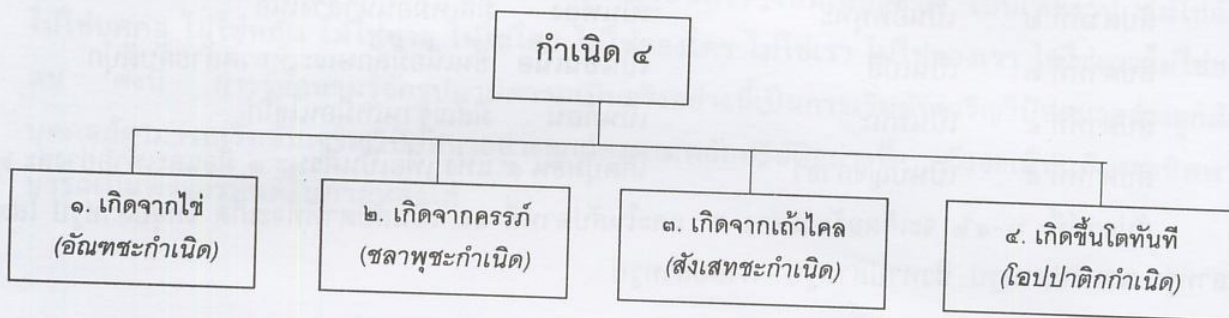 กำเนิด ๔
๑. เกิดจากไข่
(อัณฑชะกำเนิด)
๒. เกิดจากครรภ์
(ชลาพุชะกำเนิด)
๓. เกิดจากเถ้าไคล
(สังเสทชะกำเนิด)
๔. เกิดขึ้นโตทันที
(โอปปาติกกำเนิด)